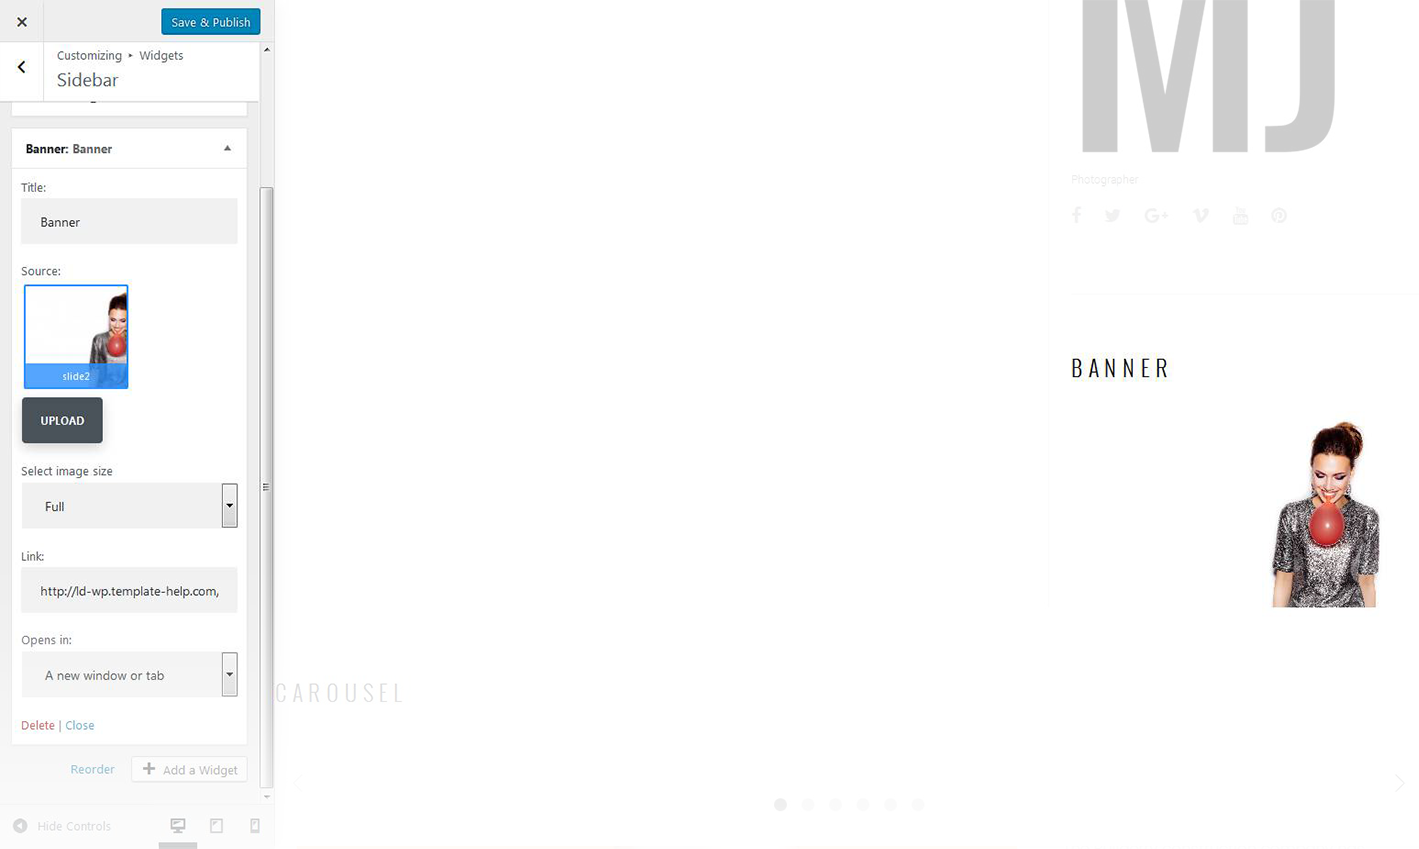 Save & Publish
Customizing ▸ Widgets
Sidebar
Banner: Banner
Title:
Banner
Source:
slide2
UPLOAD
Select image size
Full
Link:
http://ld-wp.template-help.com,
Opens in:
A new window or tab
Delete | Close
Reorder
Add a Widget
Hide Controls
MJ
Photographer
BANNER
CAROUSEL